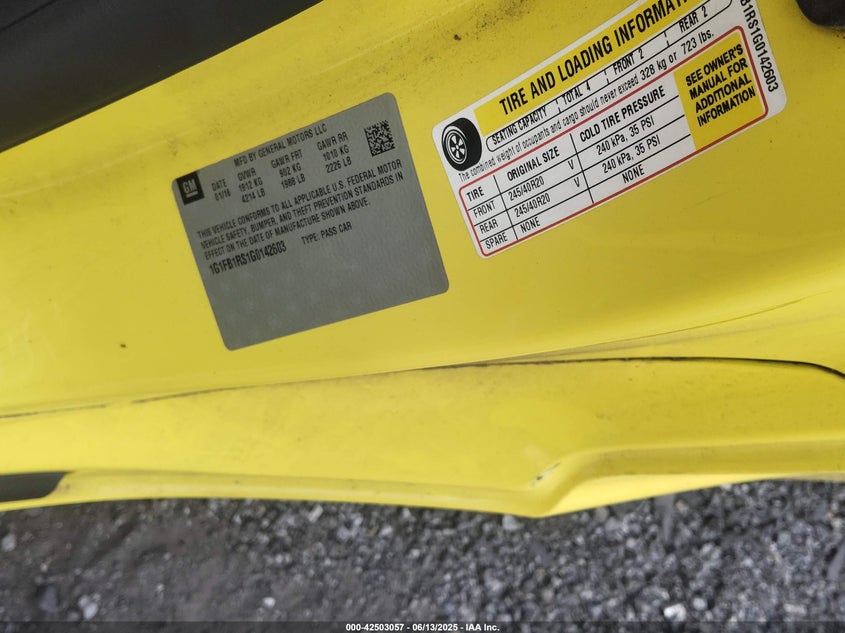 GM
MFD BY GENERAL MOTORS LLC
DATE GVWR GAWR FRT GAWR RR
01/16 1912 KG 902 KG 1010 KG
4214 LB 1988 LB 2226 LB
THIS VEHICLE CONFORMS TO ALL APPLICABLE U.S. FEDERAL MOTOR
VEHICLE SAFETY, BUMPER, AND THEFT PREVENTION STANDARDS IN
EFFECT ON THE DATE OF MANUFACTURE SHOWN ABOVE.
1G1FB1RS1G0142603 TYPE: PASS CAR
TIRE AND LOADING INFORMATI
SEATING CAPACITY TOTAL 4 FRONT 2 REAR 2
The combined weight of occupants and cargo should never exceed 328 kg or 723 lbs.
TIRE ORIGINAL SIZE COLD TIRE PRESSURE
FRONT 245/40R20 V 240 kPa, 35 PSI
REAR 245/40R20 V 240 kPa, 35 PSI
SPARE NONE NONE
SEE OWNER'S
MANUAL FOR
ADDITIONAL
INFORMATION
B1RS1G0142603
000-42503057 - 06/13/2025 - IAA Inc.